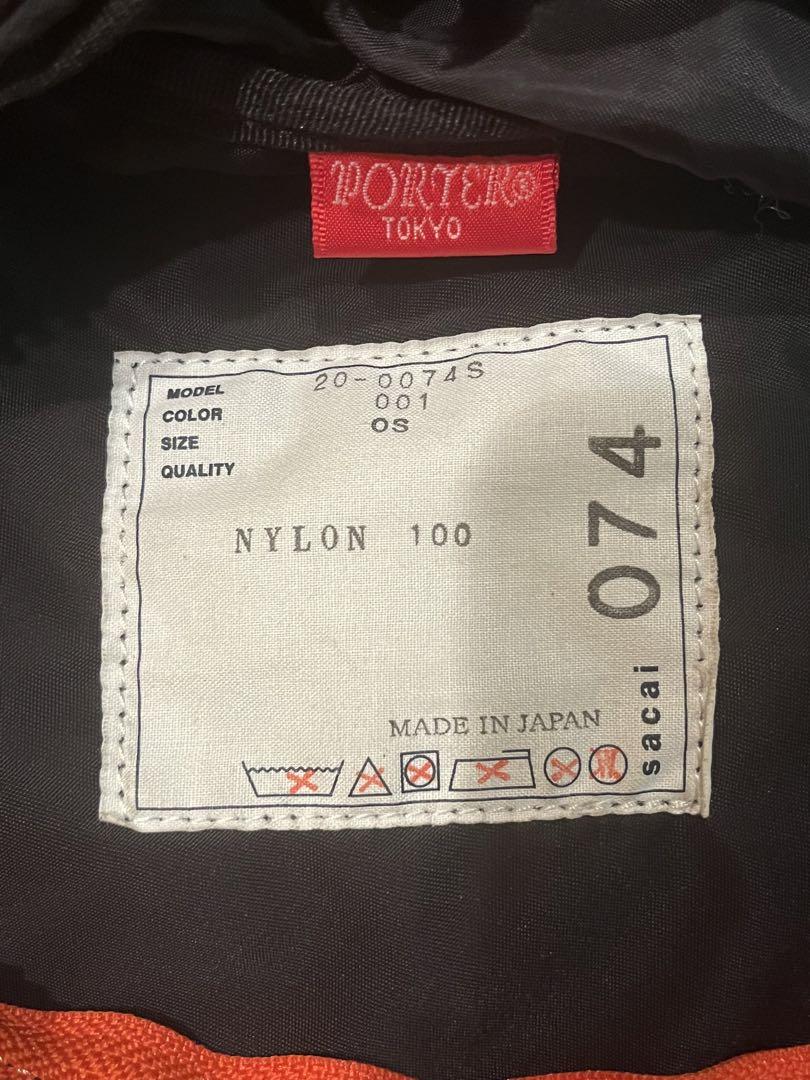 PORTER®
TOKYO
MODEL 20-0074S
COLOR 001
SIZE OS
QUALITY
NYLON 100
MADE IN JAPAN
sacai 074